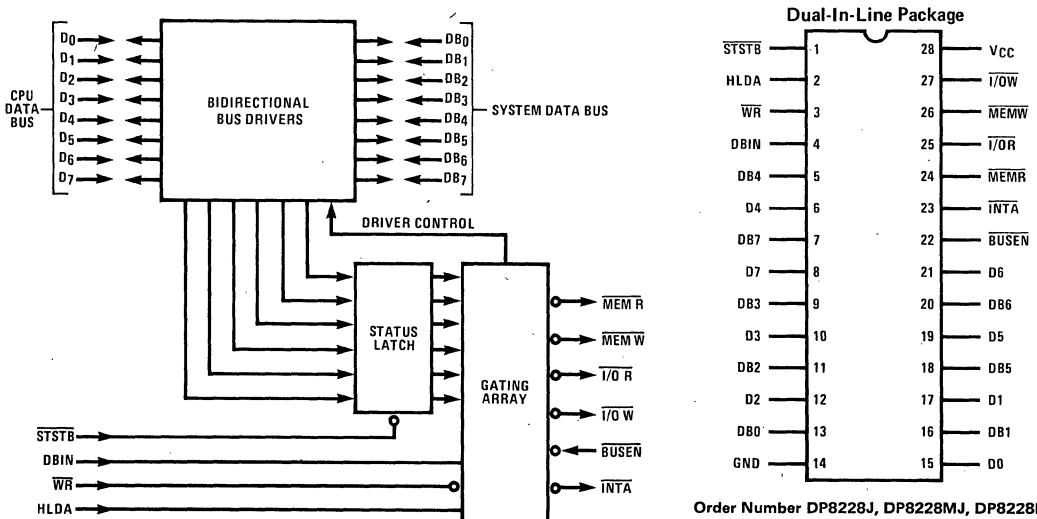 D0
D1
D2
D3
D4
D5
D6
D7
CPU
DATA
BUS
BIDIRECTIONAL
BUS DRIVERS
DB0
DB1
DB2
DB3
DB4
DB5
DB6
DB7
SYSTEM DATA BUS
DRIVER CONTROL
STATUS
LATCH
GATING
ARRAY
MEM R
MEM W
I/O R
I/O W
BUSEN
INTA
STSTB
DBIN
WR
HLDA
Dual-In-Line Package
STSTB 1 28 VCC
HLDA 2 27 I/OW
WR 3 26 MEMW
DBIN 4 25 I/OR
DB4 5 24 MEMR
D4 6 23 INTA
DB7 7 22 BUSEN
D7 8 21 D6
DB3 9 20 DB6
D3 10 19 D5
DB2 11 18 DB5
D2 12 17 D1
DB0 13 16 DB1
GND 14 15 D0
Order Number DP8228J, DP8228MJ,